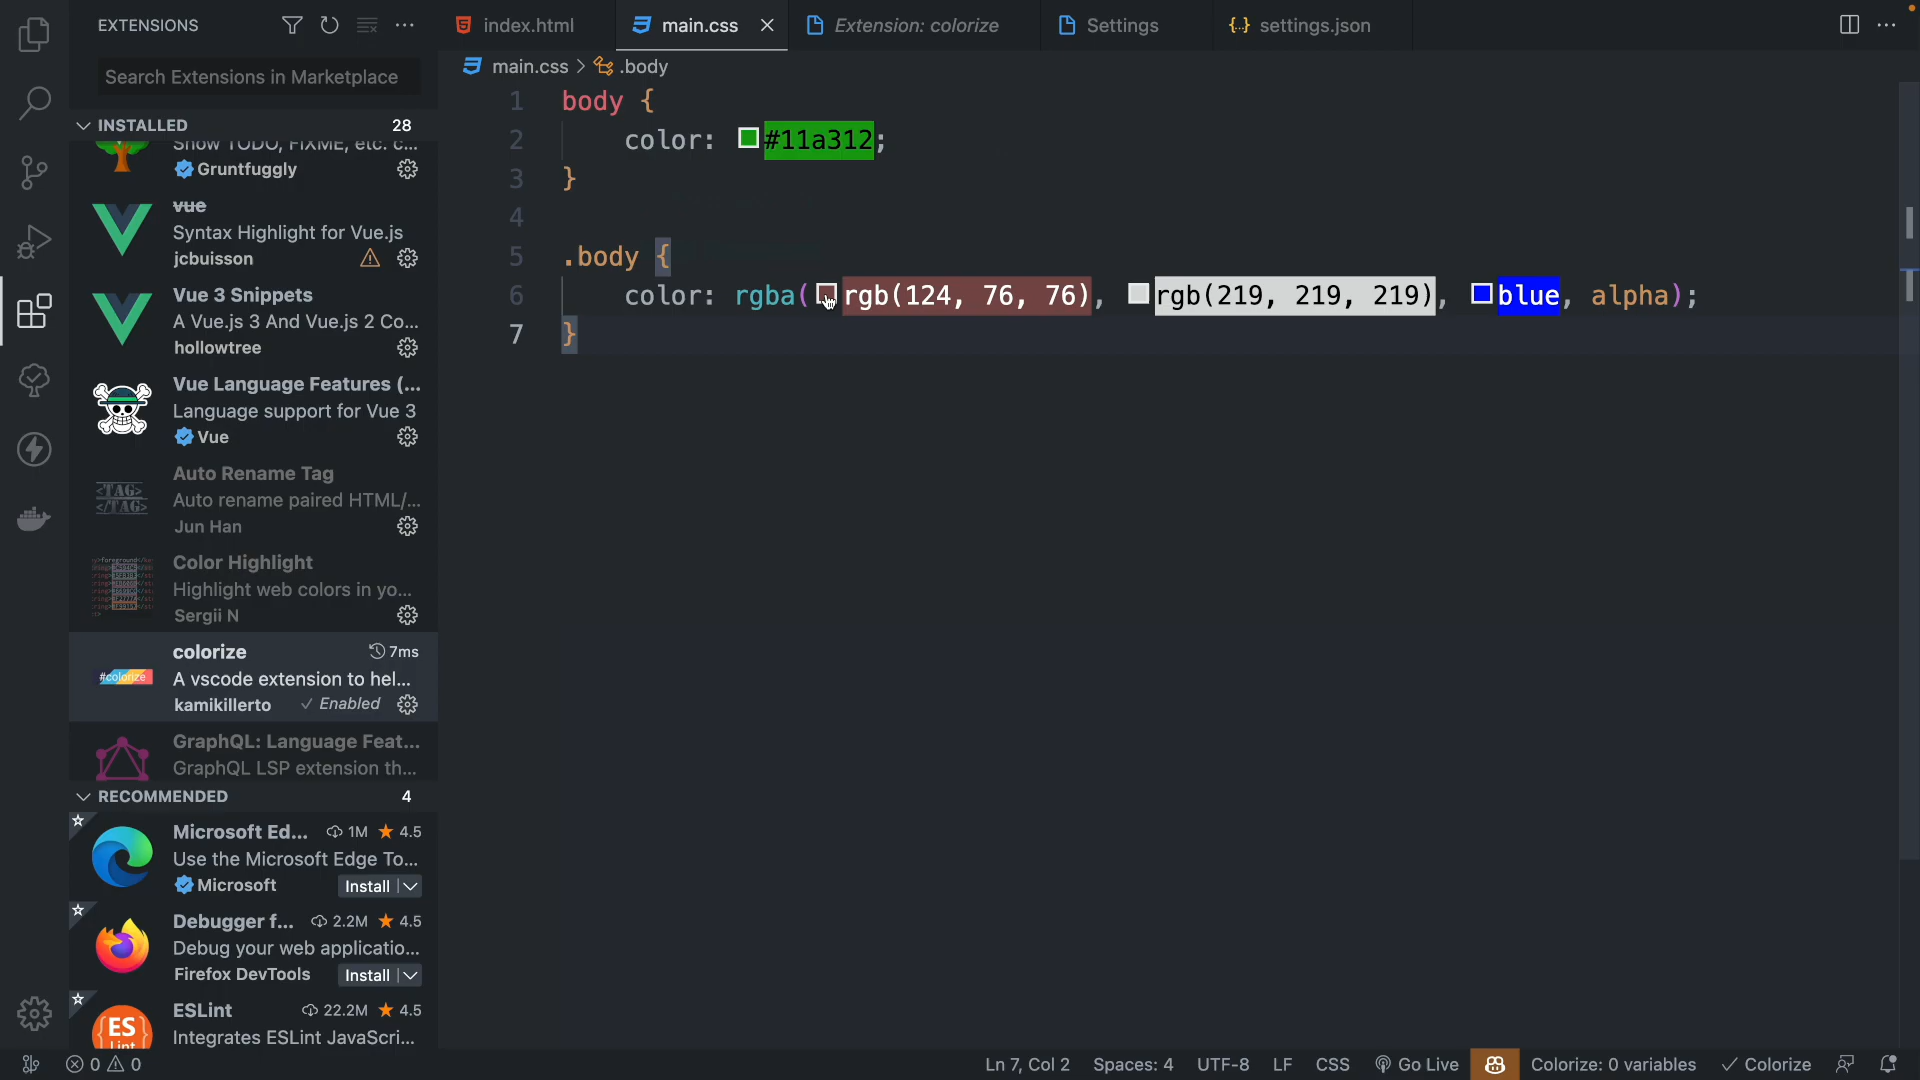 EXTENSIONS
Search Extensions in Marketplace
INSTALLED 28
Show TODO, FIXME, etc. c...
Gruntfuggly
vue
Syntax Highlight for Vue.js
jcbuisson
Vue 3 Snippets
A Vue.js 3 And Vue.js 2 Co...
hollowtree
Vue Language Features (...
Language support for Vue 3
Vue
<TAG>
</TAG>
Auto Rename Tag
Auto rename paired HTML/...
Jun Han
Color Highlight
Highlight web colors in yo...
Sergii N
#colorize
colorize 7ms
A vscode extension to hel...
kamikillerto ✓ Enabled
GraphQL: Language Feat...
GraphQL LSP extension th...
RECOMMENDED 4
Microsoft Ed... 1M ★ 4.5
Use the Microsoft Edge To...
Microsoft Install
Debugger f... 2.2M ★ 4.5
Debug your web applicatio...
Firefox DevTools Install
ESLint 22.2M ★ 4.5
Integrates ESLint JavaScri...
{ES
Lint}
index.html main.css Extension: colorize Settings {..} settings.json
main.css > .body
1 body {
2 color: #11a312;
3 }
4
5 .body {
6 color: rgba(rgb(124, 76, 76), rgb(219, 219, 219), blue, alpha);
7 }
0 0 Ln 7, Col 2 Spaces: 4 UTF-8 LF CSS Go Live Colorize: 0 variables ✓ Colorize